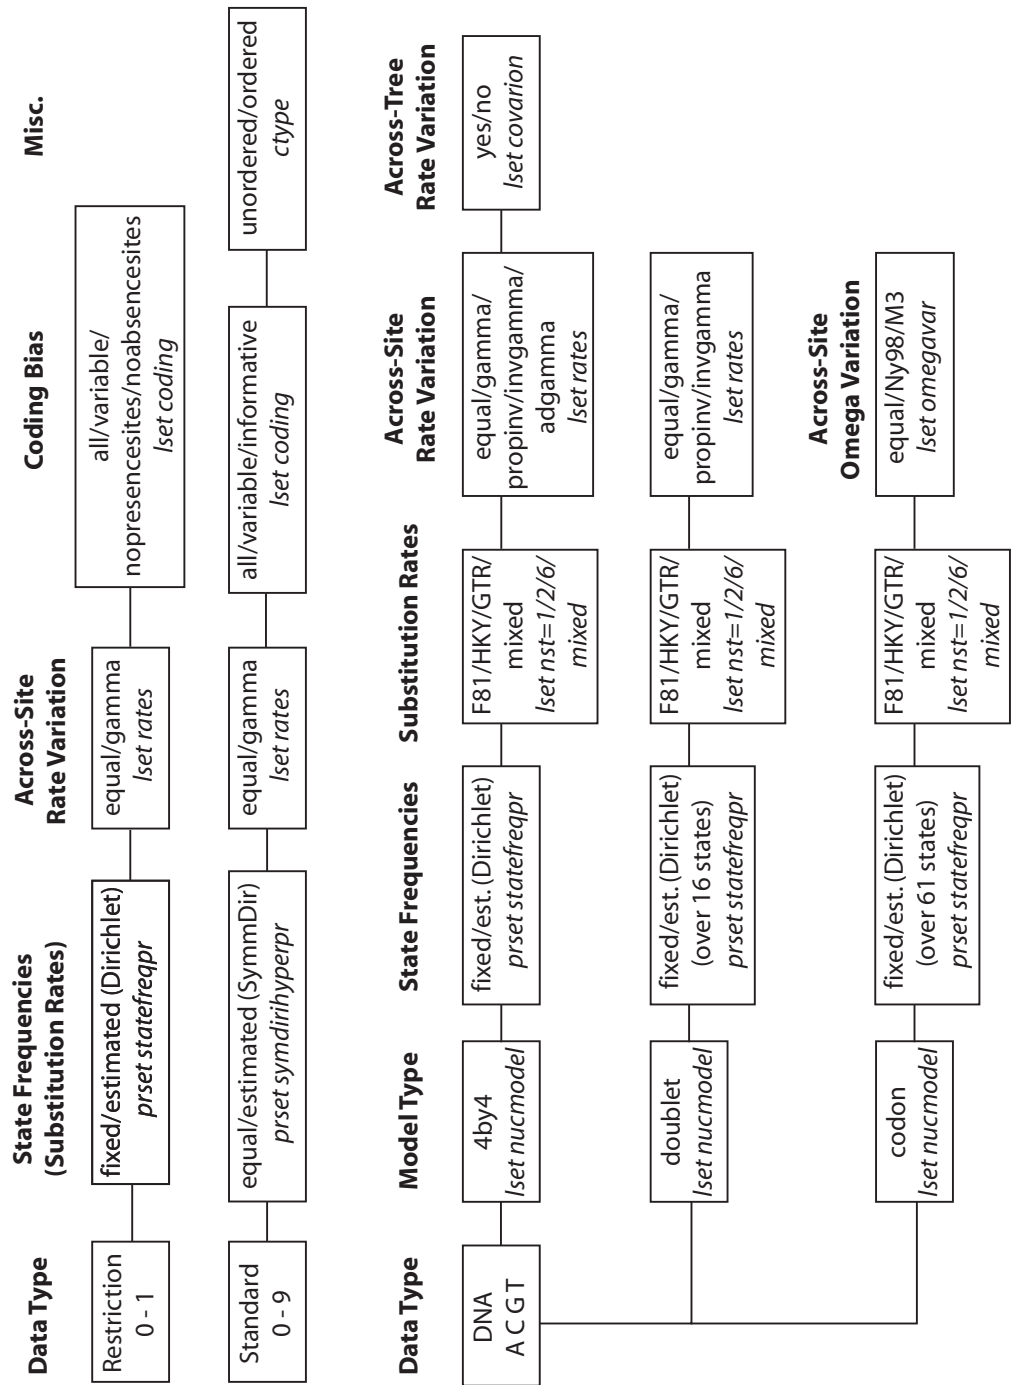 Data Type
State Frequencies
(Substitution Rates)
Across-Site
Rate Variation
Coding Bias
Misc.
Restriction
0 - 1
fixed/estimated (Dirichlet)
prset statefreqpr
equal/gamma
lset rates
all/variable/
nopresencesites/noabsencesites
lset coding
Standard
0 - 9
equal/estimated (SymmDir)
prset symdirihyperpr
equal/gamma
lset rates
all/variable/informative
lset coding
unordered/ordered
ctype
Data Type
Model Type
State Frequencies
Substitution Rates
Across-Site
Rate Variation
Across-Tree
Rate Variation
DNA
A C G T
4by4
lset nucmodel
fixed/est. (Dirichlet)
prset statefreqpr
F81/HKY/GTR/
mixed
lset nst=1/2/6/
mixed
equal/gamma/
propinv/invgamma/
adgamma
lset rates
yes/no
lset covarion
doublet
lset nucmodel
fixed/est. (Dirichlet)
(over 16 states)
prset statefreqpr
F81/HKY/GTR/
mixed
lset nst=1/2/6/
mixed
equal/gamma/
propinv/invgamma
lset rates
Across-Site
Omega Variation
codon
lset nucmodel
fixed/est. (Dirichlet)
(over 61 states)
prset statefreqpr
F81/HKY/GTR/
mixed
lset nst=1/2/6/
mixed
equal/Ny98/M3
lset omegavar